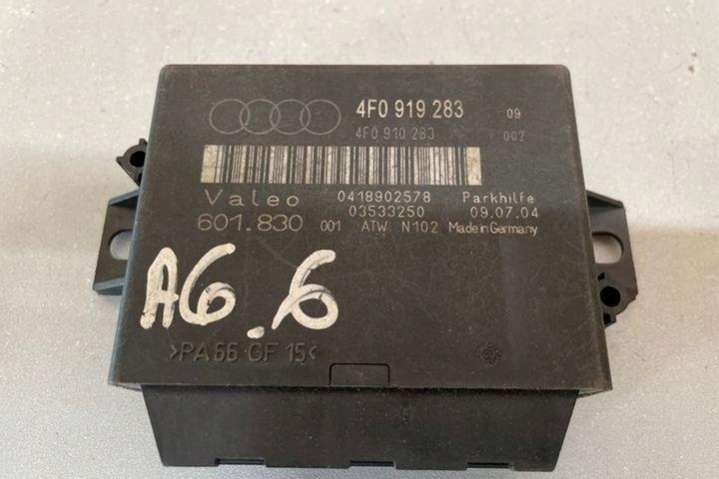 4F0 919 283 09
4F0 910 283 002
Valeo 0418902578 Parkhilfe
03533250 09.07.04
601.830 001 ATW N102 Made in Germany
A6.6
>PA66 GF 15<